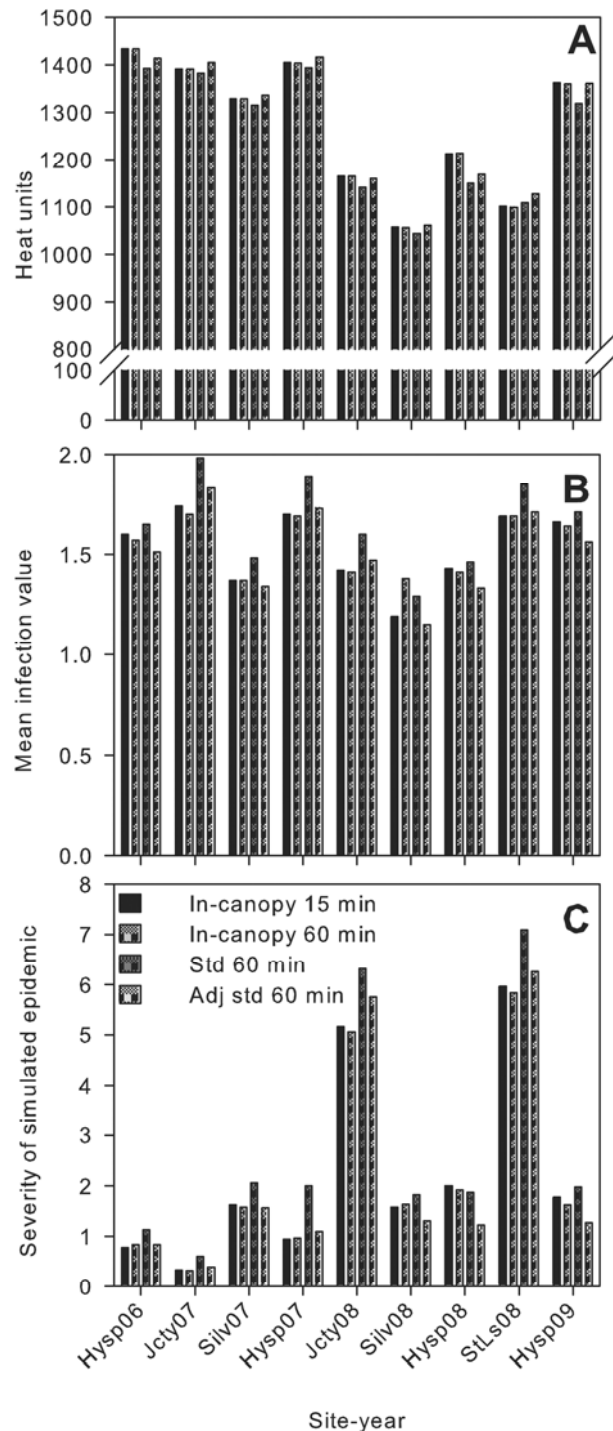 1500
A
1400
1300
1200
1100
1000
900
800
100
0
Heat units
2.0
B
1.5
1.0
0.5
0.0
Mean infection value
8
C
7
6
5
4
3
2
1
0
In-canopy 15 min
In-canopy 60 min
Std 60 min
Adj std 60 min
Severity of simulated epidemic
Hysp06
Jcty07
Silv07
Hysp07
Jcty08
Silv08
Hysp08
StLs08
Hysp09
Site-year